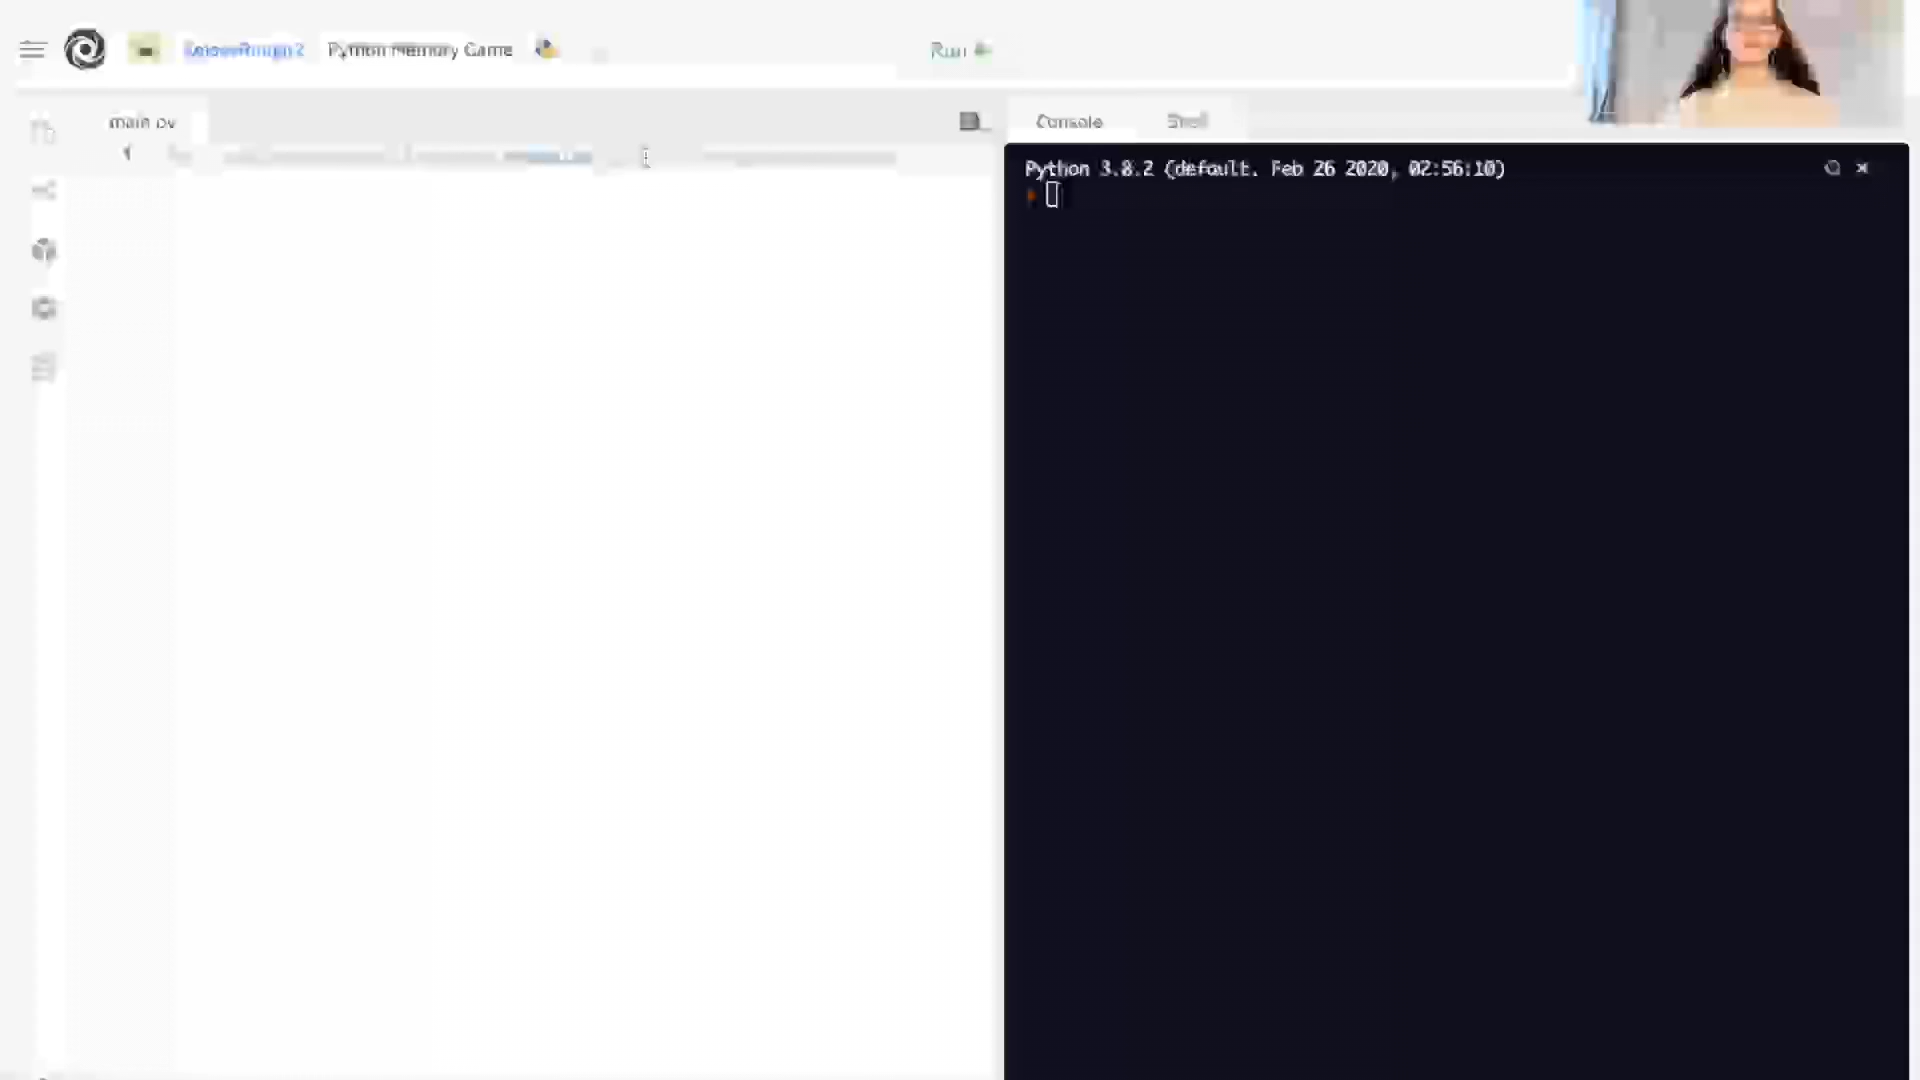 Python Memory Game
Run
main.py
Console
Shell
Python 3.8.2 (default, Feb 26 2020, 02:56:10)